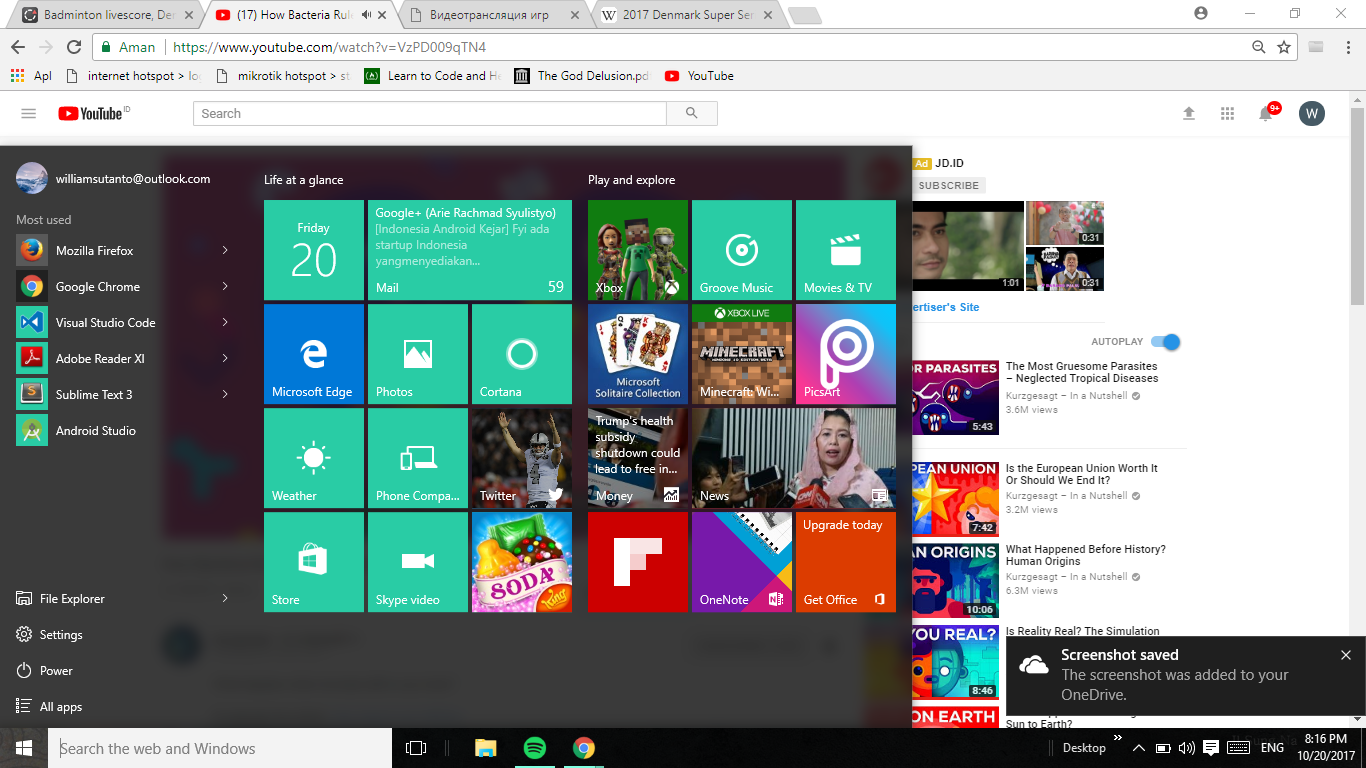 Badminton livescore, Der
(17) How Bacteria Rul
Видеотрансляция игр
2017 Denmark Super Ser
Aman
https://www.youtube.com/watch?v=VzPD009qTN4
Apl
internet hotspot > lo
mikrotik hotspot > s
Learn to Code and He
The God Delusion.pd
YouTube
YouTube ID
Search
9+
W
williamsutanto@outlook.com
Most used
Mozilla Firefox
Google Chrome
Visual Studio Code
Adobe Reader XI
Sublime Text 3
Android Studio
File Explorer
Settings
Power
All apps
Life at a glance
Friday
20
Google+ (Arie Rachmad Syulistyo)
[Indonesia Android Kejar] Fyi ada
startup Indonesia
yangmenyediakan...
Mail 59
Microsoft Edge
Photos
Cortana
Weather
Phone Compa...
Twitter
Store
Skype video
SODA
King
Play and explore
Xbox
Groove Music
Movies & TV
Microsoft
Solitaire Collection
XBOX LIVE
MINECRAFT
Minecraft: Wi...
PicsArt
Trump's health
subsidy
shutdown could
lead to free in...
Money
News
OneNote
Upgrade today
Get Office
Ad JD.ID
SUBSCRIBE
1:01
0:31
0:31
ertiser's Site
AUTOPLAY
R PARASITES
5:43
The Most Gruesome Parasites
– Neglected Tropical Diseases
Kurzgesagt – In a Nutshell
3.6M views
PEAN UNION
7:42
Is the European Union Worth It
Or Should We End It?
Kurzgesagt – In a Nutshell
3.2M views
AN ORIGINS
10:06
What Happened Before History?
Human Origins
Kurzgesagt – In a Nutshell
6.3M views
YOU REAL?
8:46
Is Reality Real? The Simulation
ON EARTH
Sun to Earth?
Screenshot saved
The screenshot was added to your
OneDrive.
Search the web and Windows
Desktop
ENG
8:16 PM
10/20/2017